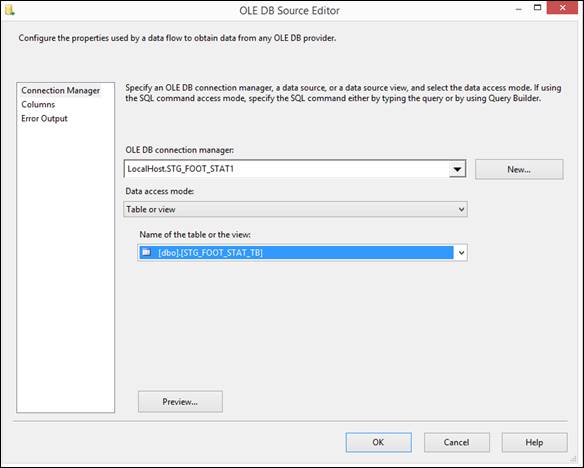 OLE DB Source Editor
Configure the properties used by a data flow to obtain data from any OLE DB provider.
Connection Manager
Columns
Error Output
Specify an OLE DB connection manager, a data source, or a data source view, and select the data access mode. If using
the SQL command access mode, specify the SQL command either by typing the query or by using Query Builder.
OLE DB connection manager:
LocalHost.STG_FOOT_STAT1
New...
Data access mode:
Table or view
Name of the table or the view:
[dbo].[STG_FOOT_STAT_TB]
Preview...
OK
Cancel
Help